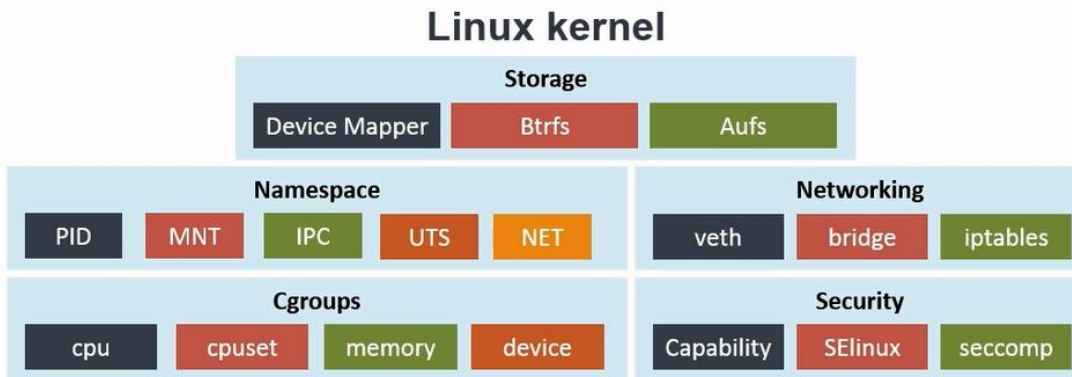 Linux kernel
Storage
Device Mapper Btrfs Aufs
Namespace
PID MNT IPC UTS NET
Networking
veth bridge iptables
Cgroups
cpu cpuset memory device
Security
Capability SElinux seccomp